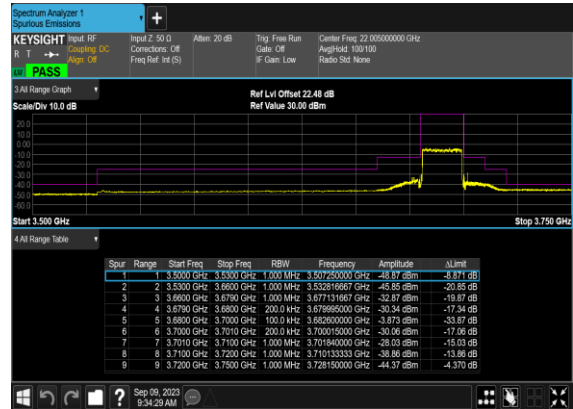 Spectrum Analyzer 1
Spurious Emissions
+
KEYSIGHT Input: RF Input Z: 50 Ω Atten: 20 dB Trig: Free Run Center Freq: 22.005000000 GHz
R T Coupling: DC Corrections: Off Gate: Off Avg|Hold: 100/100
Align: Off Freq Ref: Int (S) IF Gain: Low Radio Std: None
PASS
3 All Range Graph
Ref Lvl Offset 22.48 dB
Scale/Div 10.0 dB Ref Value 30.00 dBm
20.0
10.0
0.00
-10.0
-20.0
-30.0
-40.0
-50.0
-60.0
Start 3.500 GHz Stop 3.750 GHz
4 All Range Table
Spur Range Start Freq Stop Freq RBW Frequency Amplitude ΔLimit
1 1 3.5000 GHz 3.5300 GHz 1.000 MHz 3.507250000 GHz -48.87 dBm -8.871 dB
2 2 3.5300 GHz 3.6600 GHz 1.000 MHz 3.532816667 GHz -45.85 dBm -20.85 dB
3 3 3.6600 GHz 3.6790 GHz 1.000 MHz 3.677131667 GHz -32.87 dBm -19.87 dB
4 4 3.6790 GHz 3.6800 GHz 200.0 kHz 3.679995000 GHz -30.34 dBm -17.34 dB
5 5 3.6800 GHz 3.7000 GHz 100.0 kHz 3.682600000 GHz -3.873 dBm -33.87 dB
6 6 3.7000 GHz 3.7010 GHz 200.0 kHz 3.700015000 GHz -30.06 dBm -17.06 dB
7 7 3.7010 GHz 3.7100 GHz 1.000 MHz 3.701840000 GHz -28.03 dBm -15.03 dB
8 8 3.7100 GHz 3.7200 GHz 1.000 MHz 3.710133333 GHz -38.86 dBm -13.86 dB
9 9 3.7200 GHz 3.7500 GHz 1.000 MHz 3.728150000 GHz -44.37 dBm -4.370 dB
? Sep 09, 2023
9:34:29 AM